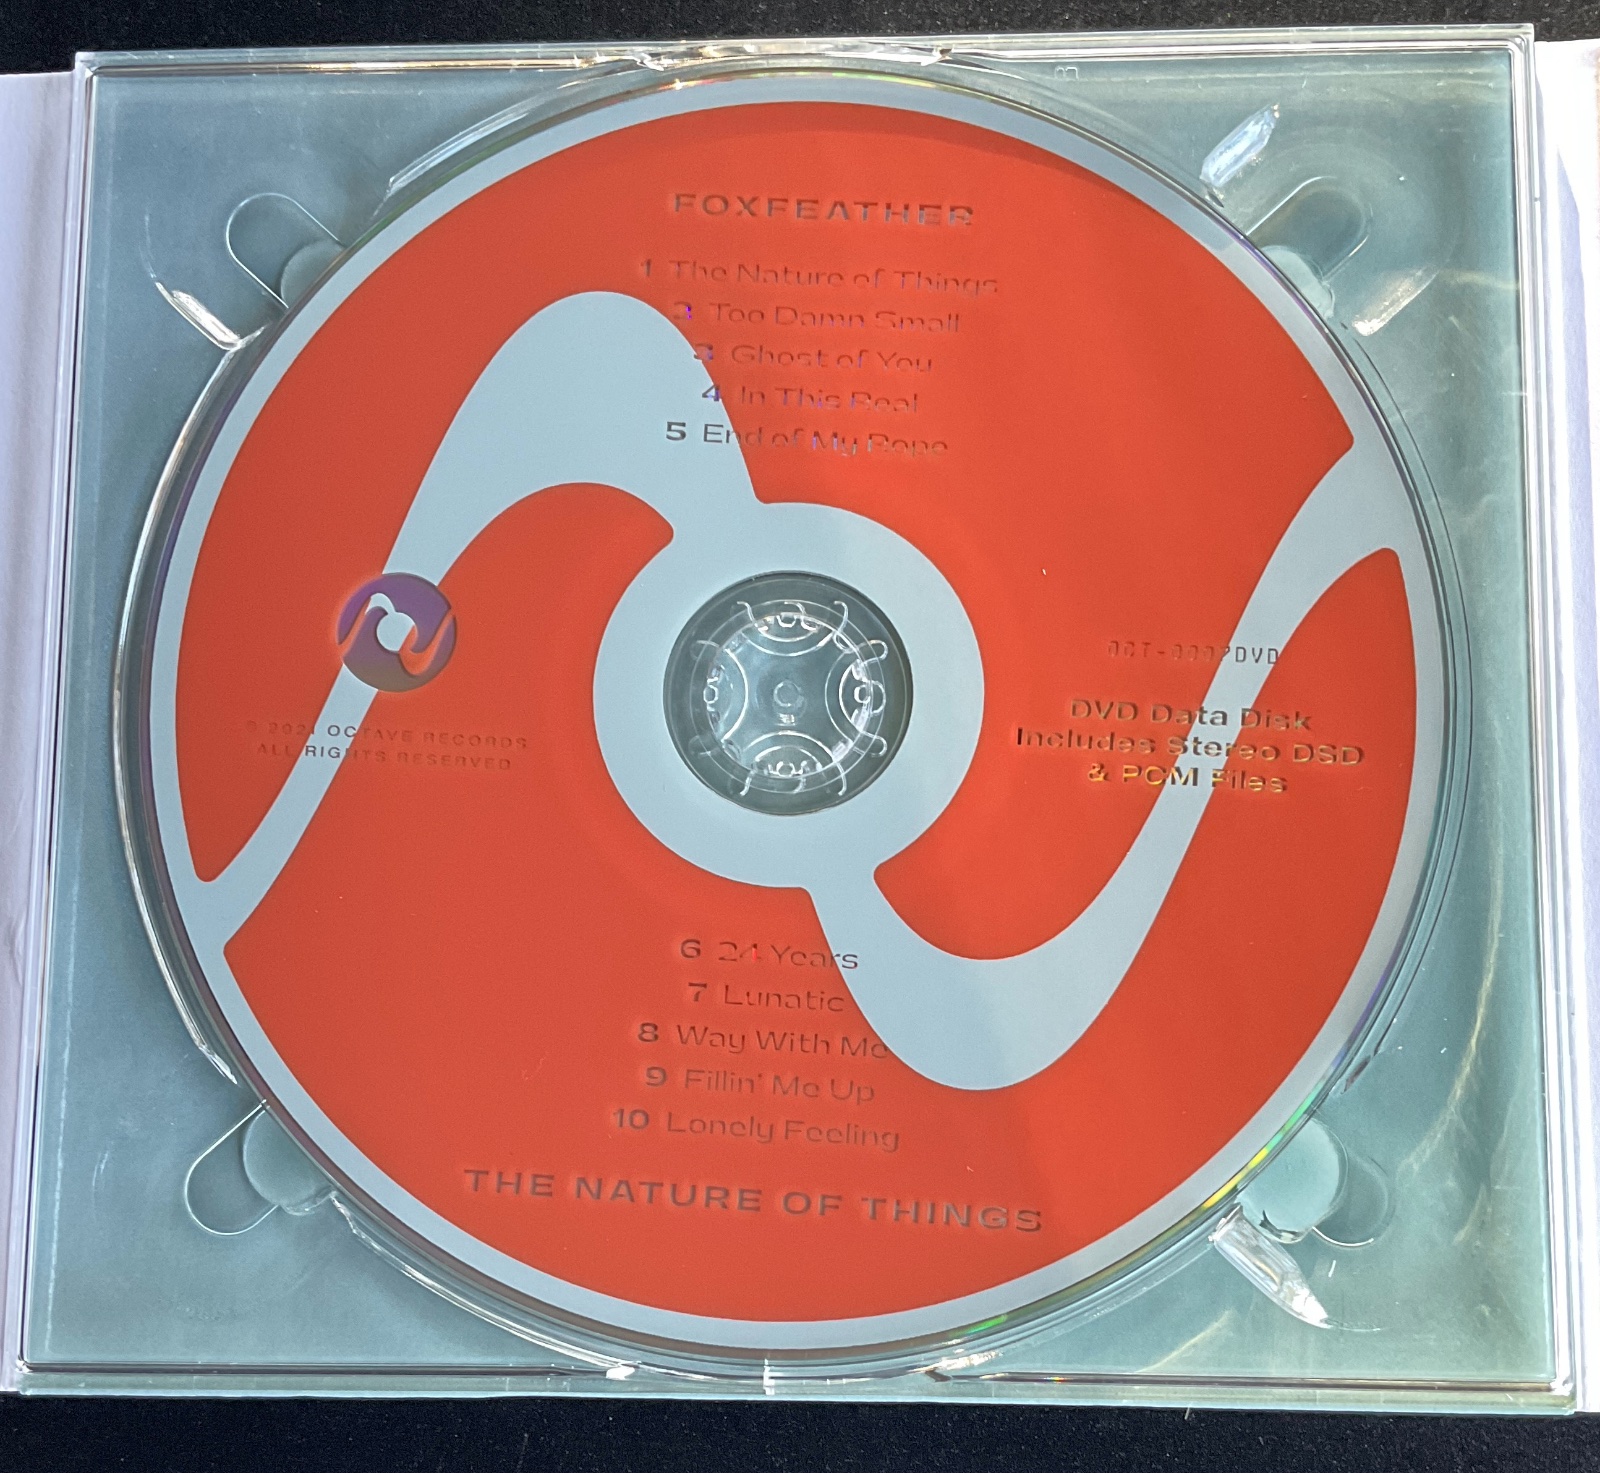 FOXFEATHER
1 The Nature of Things
2 Too Damn Small
3 Ghost of You
4 In This Real
5 End of My Rope
© 2021 OCTAVE RECORDS
ALL RIGHTS RESERVED
OCT-0007DVD
DVD Data Disk
Includes Stereo DSD
& PCM Files
6 24 Years
7 Lunatic
8 Way With Me
9 Fillin' Me Up
10 Lonely Feeling
THE NATURE OF THINGS